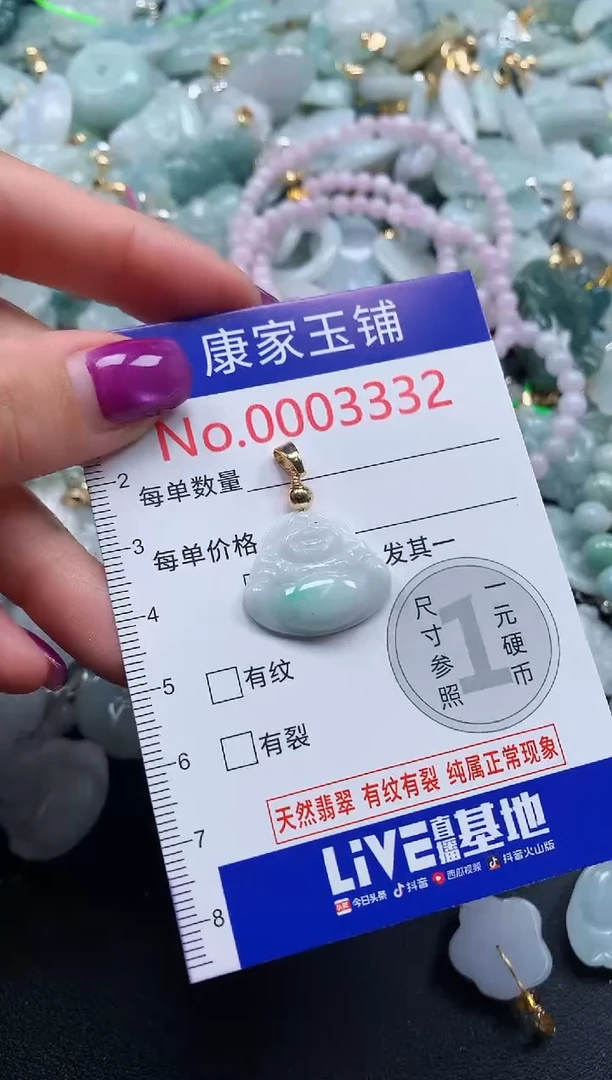 康家玉铺
No.0003332
2 每单数量
3 每单价格 发其一
4
尺寸参照 1 一元硬币
5 有纹
6 有裂
天然翡翠 有纹有裂 纯属正常现象
7
LiVE直播基地
头条 今日头条 抖音 西瓜视频 抖音火山版
8